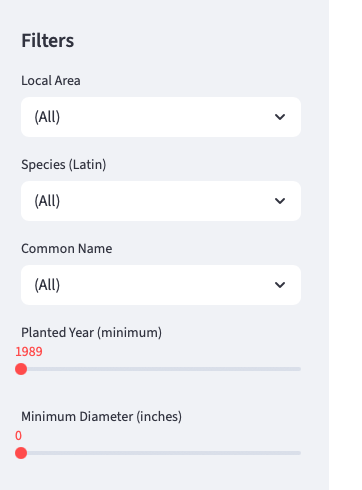 Filters
Local Area
(All)
Species (Latin)
(All)
Common Name
(All)
Planted Year (minimum)
1989
Minimum Diameter (inches)
0